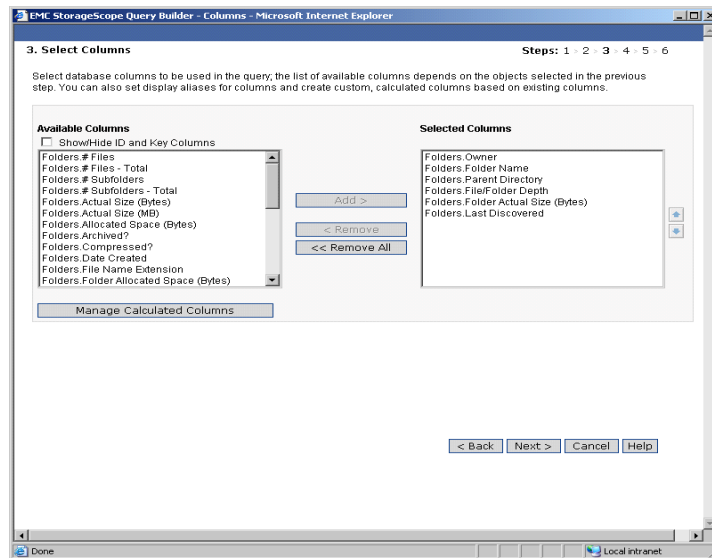 EMC StorageScope Query Builder - Columns - Microsoft Internet Explorer
3. Select Columns
Steps: 1 > 2 > 3 > 4 > 5 > 6
Select database columns to be used in the query; the list of available columns depends on the objects selected in the previous
step. You can also set display aliases for columns and create custom, calculated columns based on existing columns.
Available Columns
Show/Hide ID and Key Columns
Folders.# Files
Folders.# Files - Total
Folders.# Subfolders
Folders.# Subfolders - Total
Folders.Actual Size (Bytes)
Folders.Actual Size (MB)
Folders.Allocated Space (Bytes)
Folders.Archived?
Folders.Compressed?
Folders.Date Created
Folders.File Name Extension
Folders.Folder Allocated Space (Bytes)
Manage Calculated Columns
Add >
< Remove
<< Remove All
Selected Columns
Folders.Owner
Folders.Folder Name
Folders.Parent Directory
Folders.File/Folder Depth
Folders.Folder Actual Size (Bytes)
Folders.Last Discovered
< Back
Next >
Cancel
Help
Done
Local intranet